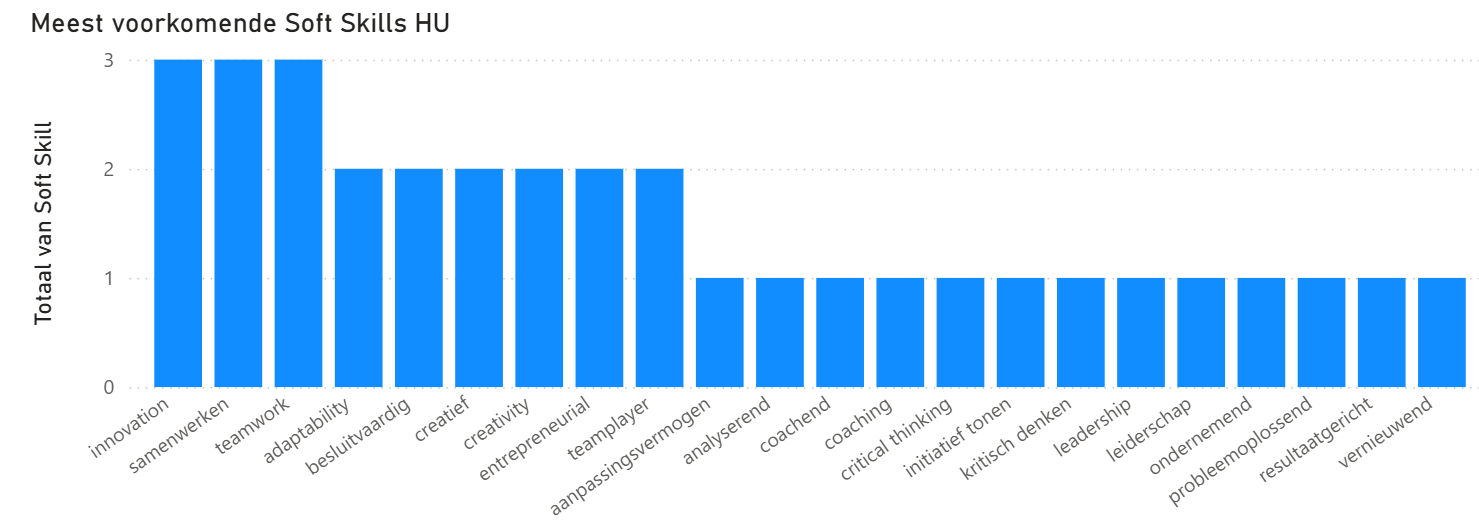 Meest voorkomende Soft Skills HU
Totaal van Soft Skill
3
2
1
0
innovation
samenwerken
teamwork
adaptability
besluitvaardig
creatief
creativity
entrepreneurial
teamplayer
aanpassingsvermogen
analyserend
coachend
coaching
critical thinking
initiatief tonen
kritisch denken
leadership
leiderschap
ondernemend
probleemoplossend
resultaatgericht
vernieuwend